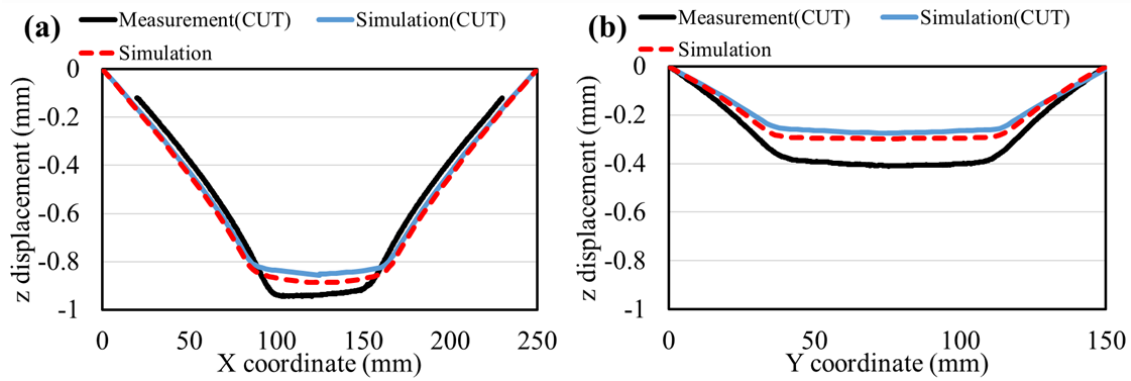 (a)
Measurement(CUT)
Simulation(CUT)
Simulation
0
-0.2
-0.4
-0.6
-0.8
-1
z displacement (mm)
0
50
100
150
200
250
X coordinate (mm)
(b)
Measurement(CUT)
Simulation(CUT)
Simulation
0
-0.2
-0.4
-0.6
-0.8
-1
z displacement (mm)
0
50
100
150
Y coordinate (mm)